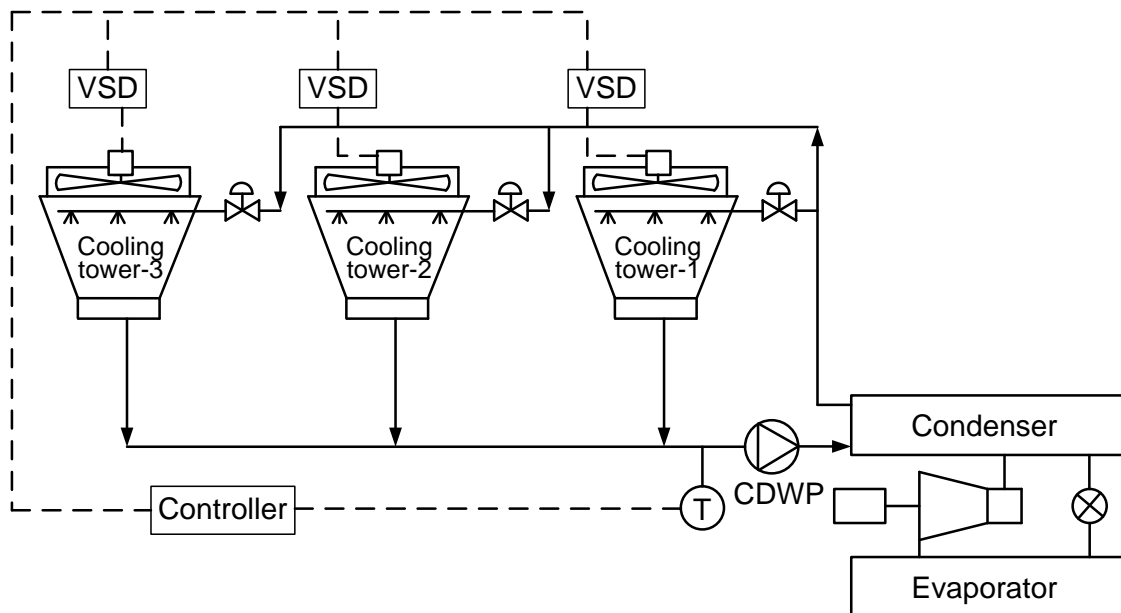 VSD
VSD
VSD
Cooling
tower-3
Cooling
tower-2
Cooling
tower-1
Condenser
CDWP
Controller
T
Evaporator